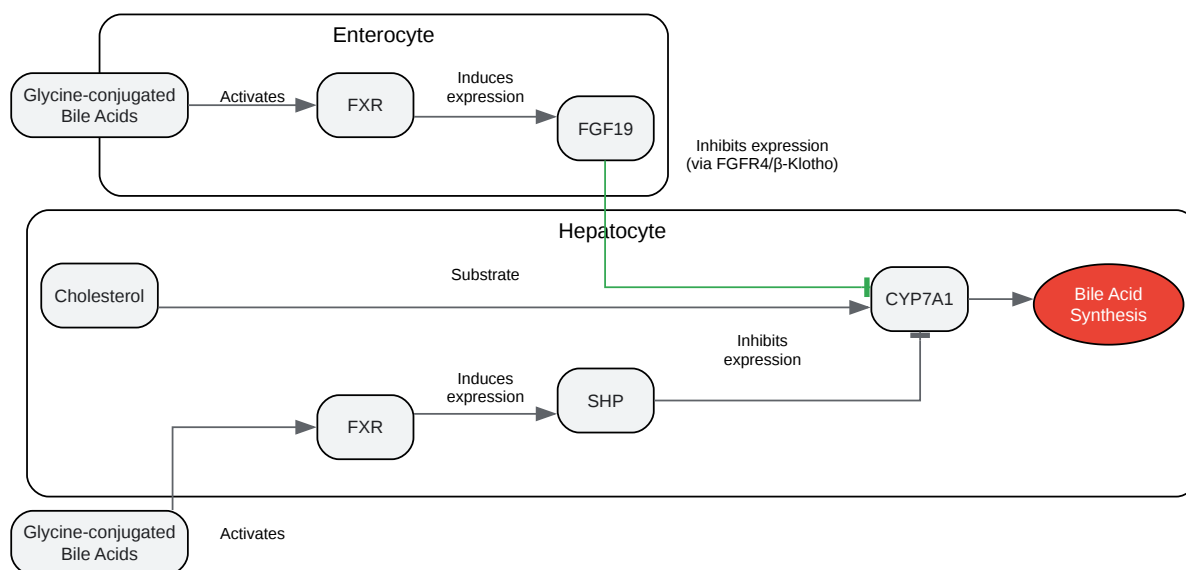 Enterocyte
Glycine-conjugated
Bile Acids
Activates
FXR
Induces
expression
FGF19
Inhibits expression
(via FGFR4/β-Klotho)
Hepatocyte
Cholesterol
Substrate
CYP7A1
Bile Acid
Synthesis
Inhibits
expression
FXR
Induces
expression
SHP
Glycine-conjugated
Bile Acids
Activates